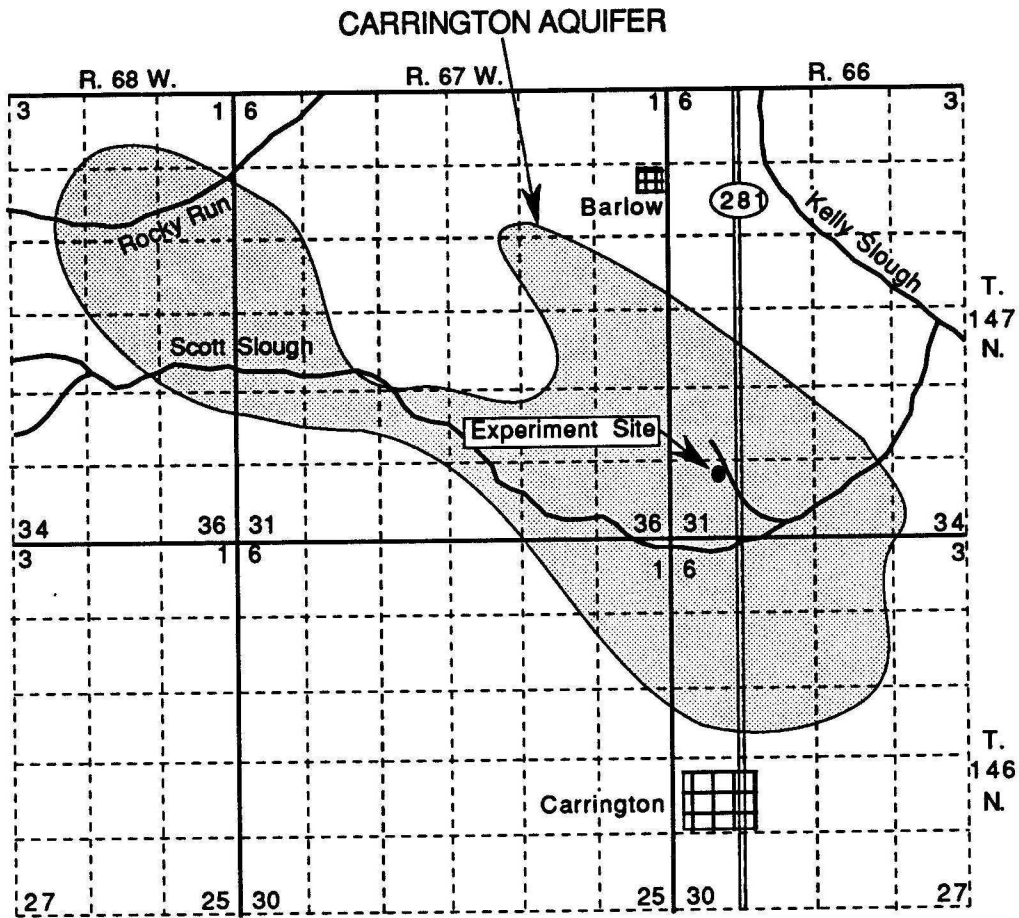 CARRINGTON AQUIFER
R. 68 W.
R. 67 W.
R. 66
3
1 6
1 6
3
Barlow
281
Rocky Run
Kelly Slough
T.
147
N.
Scott Slough
Experiment Site
34
36 31
36 31
34
3
1 6
1 6
3
T.
146
N.
Carrington
27
25 30
25 30
27